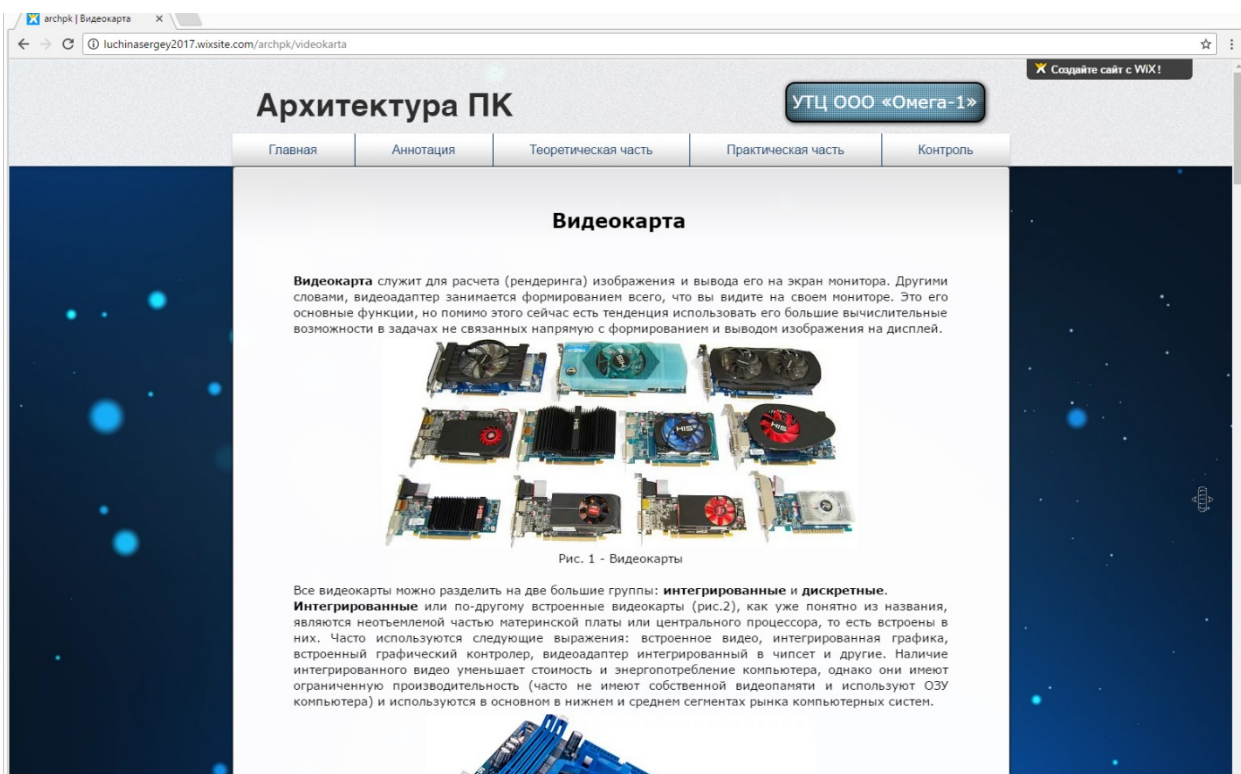 archpk | Видеокарта
luchinasergey2017.wixsite.com/archpk/videokarta
Создайте сайт с WiX!
Архитектура ПК
УТЦ ООО «Омега-1»
Главная Аннотация Теоретическая часть Практическая часть Контроль
Видеокарта
Видеокарта служит для расчета (рендеринга) изображения и вывода его на экран монитора. Другими
словами, видеоадаптер занимается формированием всего, что вы видите на своем мониторе. Это его
основные функции, но помимо этого сейчас есть тенденция использовать его большие вычислительные
возможности в задачах не связанных напрямую с формированием и выводом изображения на дисплей.
HIS
HIS
Рис. 1 - Видеокарты
Все видеокарты можно разделить на две большие группы: интегрированные и дискретные.
Интегрированные или по-другому встроенные видеокарты (рис.2), как уже понятно из названия,
являются неотъемлемой частью материнской платы или центрального процессора, то есть встроены в
них. Часто используются следующие выражения: встроенное видео, интегрированная графика,
встроенный графический контролер, видеоадаптер интегрированный в чипсет и другие. Наличие
интегрированного видео уменьшает стоимость и энергопотребление компьютера, однако они имеют
ограниченную производительность (часто не имеют собственной видеопамяти и используют ОЗУ
компьютера) и используются в основном в нижнем и среднем сегментах рынка компьютерных систем.